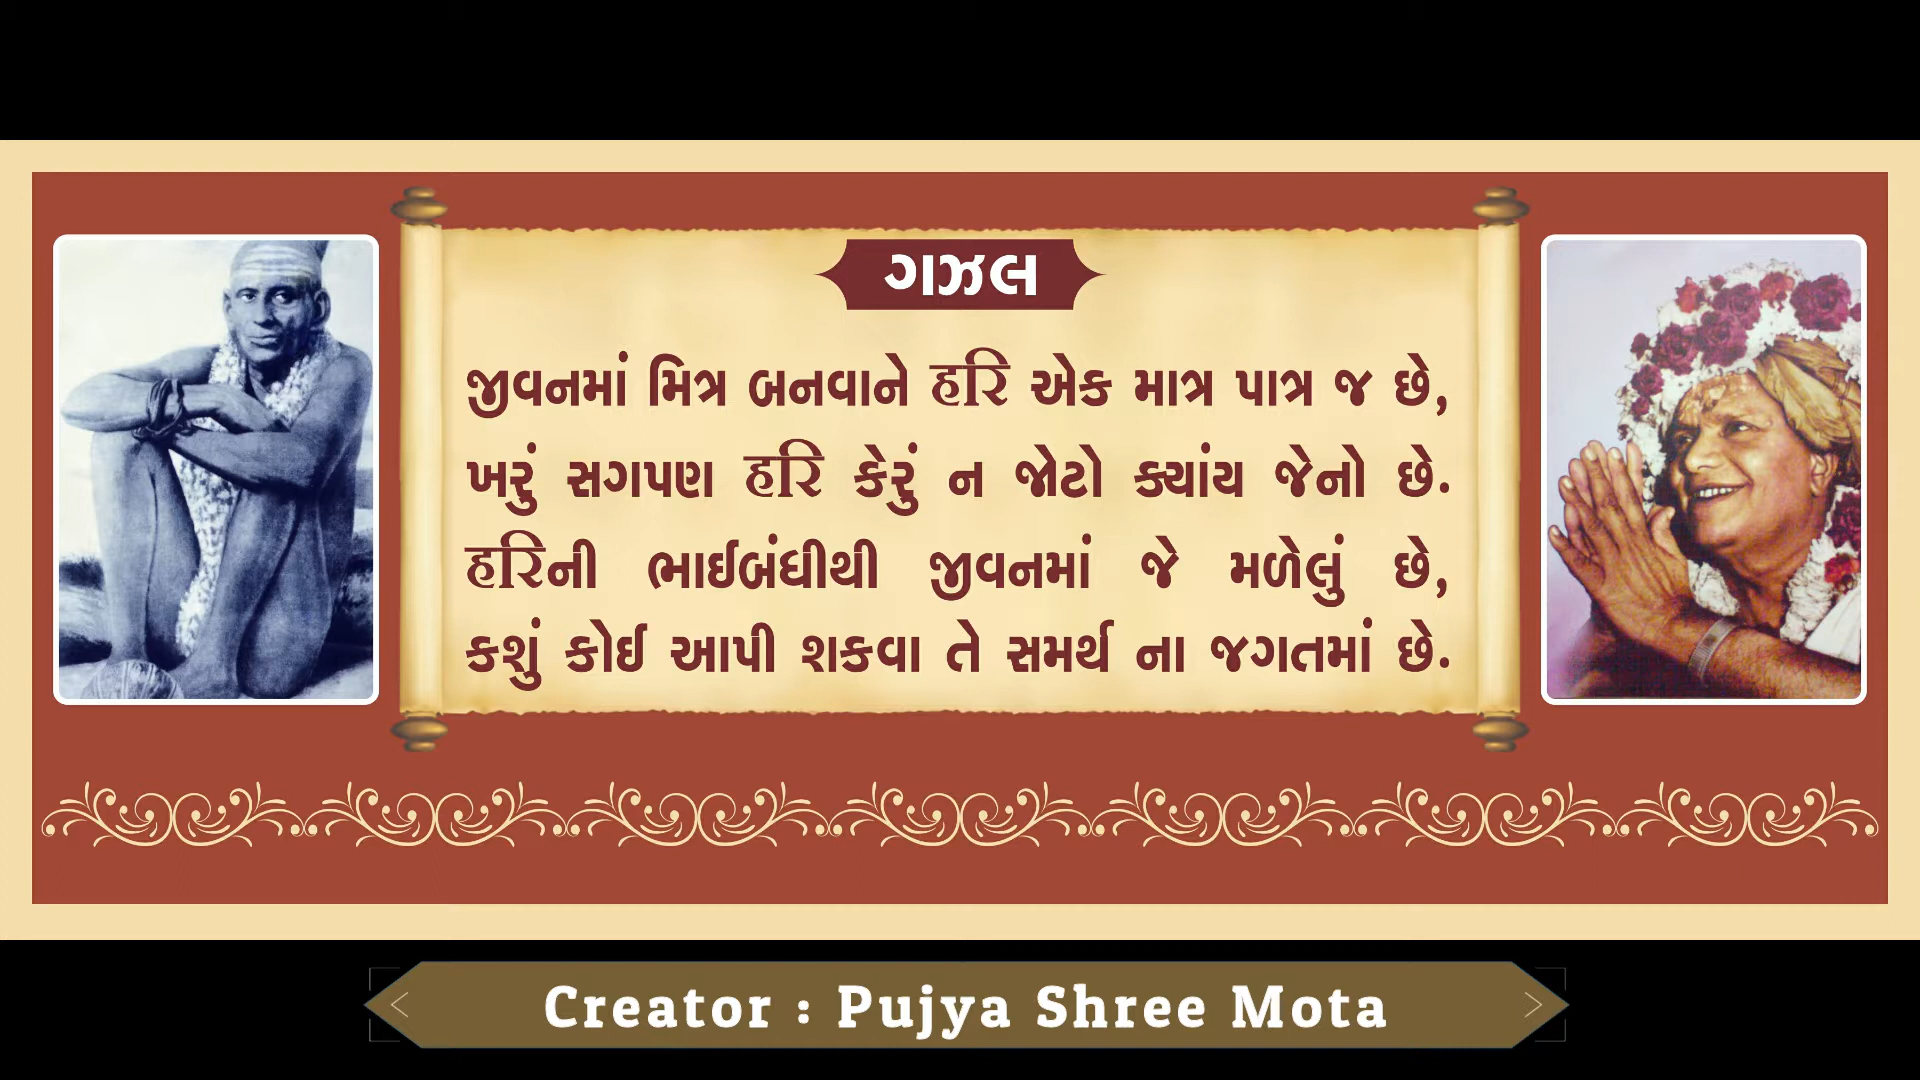 ગઝલ
જીવનમાં મિત્ર બનવાને હરિ એક માત્ર પાત્ર જ છે,
ખરું સગપણ હરિ કેરું ન જોટો ક્યાંય જેનો છે.
હરિની ભાઈબંધીથી જીવનમાં જે મળેલું છે,
કશું કોઈ આપી શકવા તે સમર્થ ના જગતમાં છે.
Creator : Pujya Shree Mota